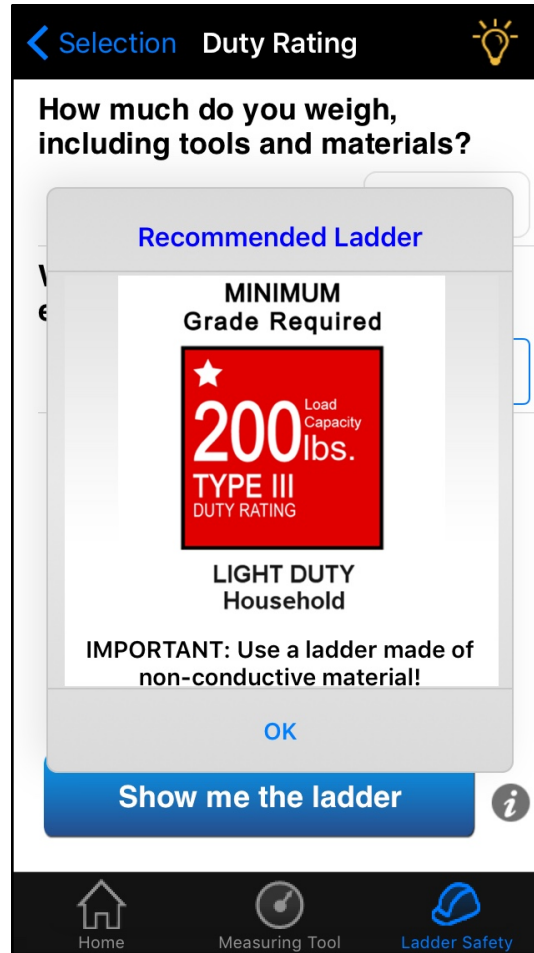 Selection Duty Rating
How much do you weigh,
including tools and materials?
Recommended Ladder
MINIMUM
Grade Required
200 lbs.
Load
Capacity
TYPE III
DUTY RATING
LIGHT DUTY
Household
IMPORTANT: Use a ladder made of
non-conductive material!
OK
Show me the ladder
i
Home Measuring Tool Ladder Safety